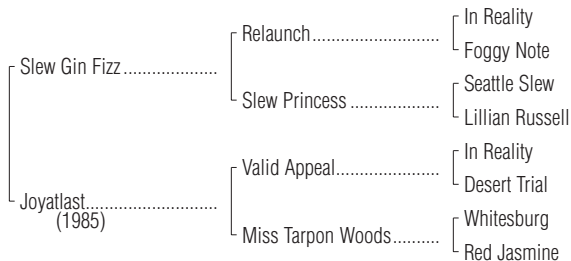 In Reality
Relaunch
Foggy Note
Slew Gin Fizz
Seattle Slew
Slew Princess
Lillian Russell
In Reality
Valid Appeal
Desert Trial
Joyatlast
(1985)
Whitesburg
Miss Tarpon Woods
Red Jasmine